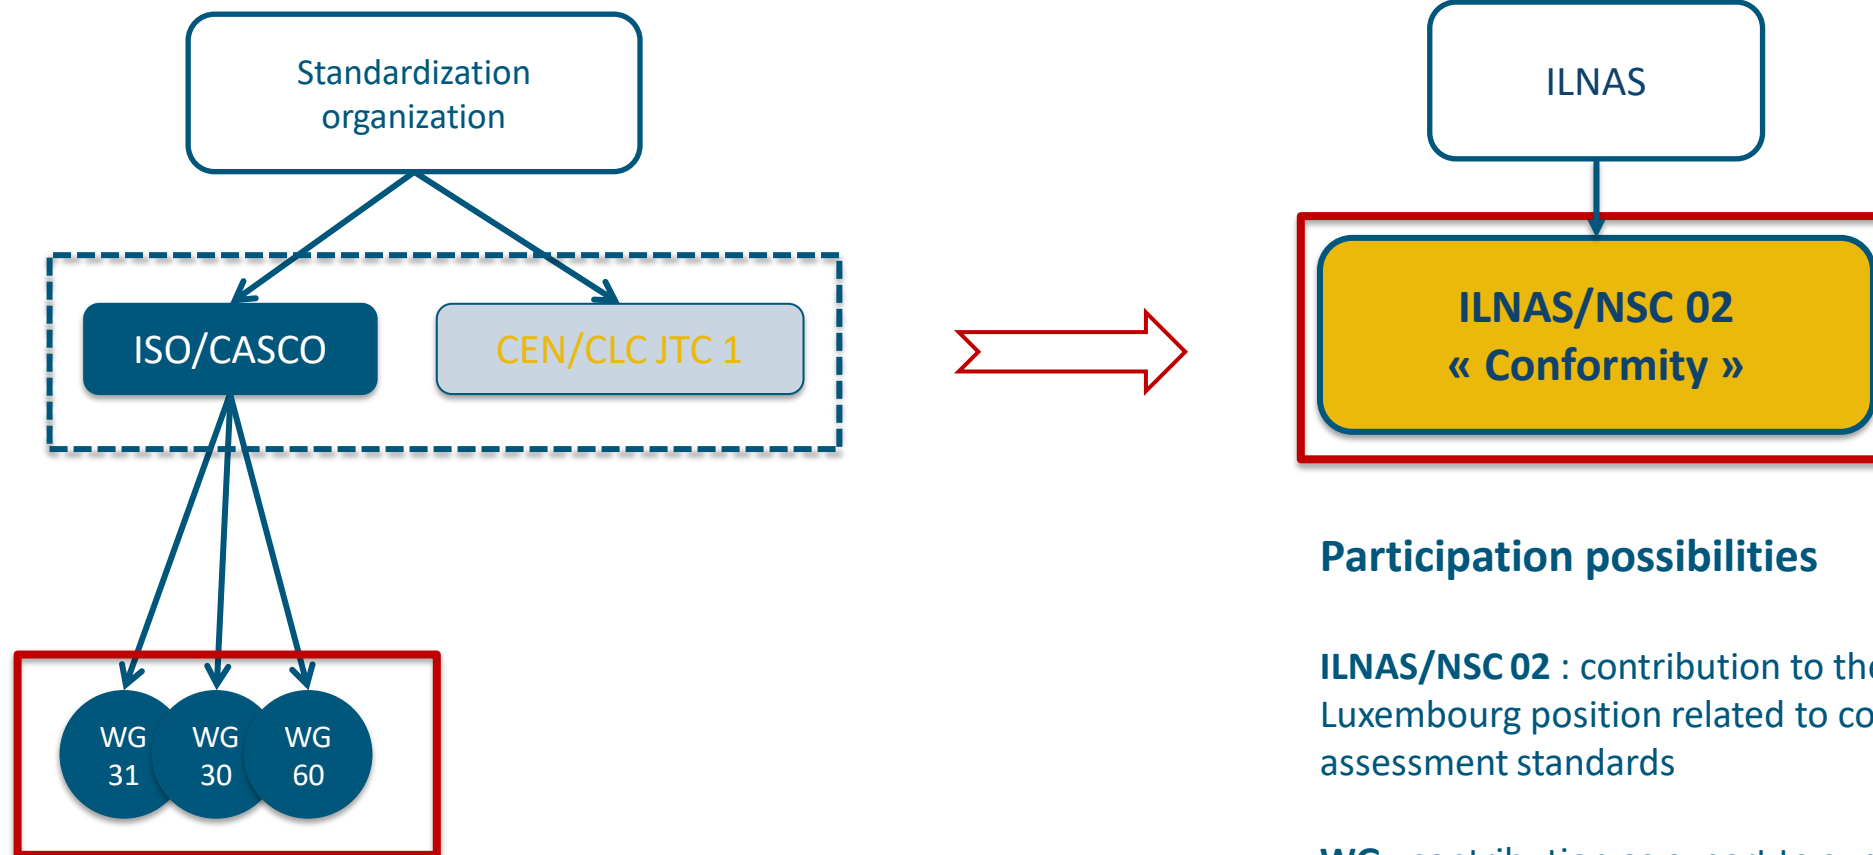 Standardization
organization
ISO/CASCO
CEN/CLC JTC 1
WG
31
WG
30
WG
60
ILNAS
ILNAS/NSC 02
« Conformity »
Participation possibilities
ILNAS/NSC 02 : contribution to the
Luxembourg position related to
assessment standards